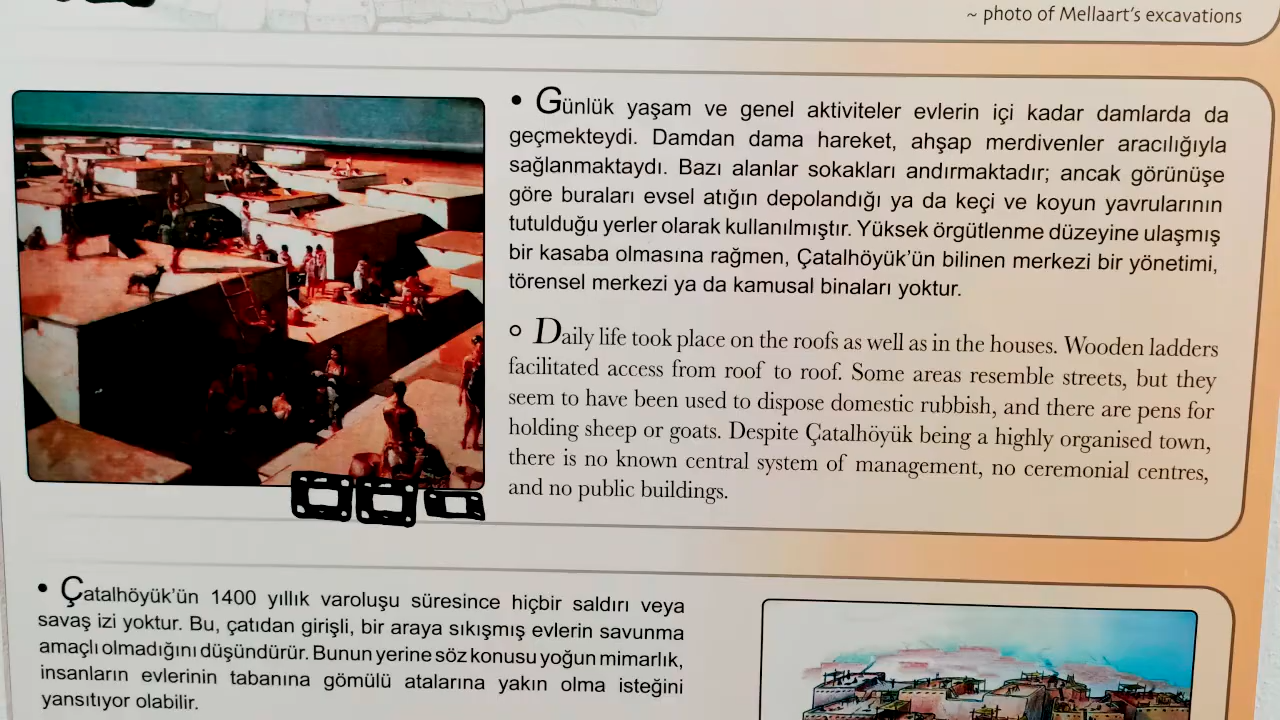 ~ photo of Mellaart's excavations
• Günlük yaşam ve genel aktiviteler evlerin içi kadar damlarda da
geçmekteydi. Damdan dama hareket, ahşap merdivenler aracılığıyla
sağlanmaktaydı. Bazı alanlar sokakları andırmaktadır; ancak görünüşe
göre buraları evsel atığın depolandığı ya da keçi ve koyun yavrularının
tutulduğu yerler olarak kullanılmıştır. Yüksek örgütlenme düzeyine ulaşmış
bir kasaba olmasına rağmen, Çatalhöyük'ün bilinen merkezi bir yönetimi,
törensel merkezi ya da kamusal binaları yoktur.
○ Daily life took place on the roofs as well as in the houses. Wooden ladders
facilitated access from roof to roof. Some areas resemble streets, but they
seem to have been used to dispose domestic rubbish, and there are pens for
holding sheep or goats. Despite Çatalhöyük being a highly organised town,
there is no known central system of management, no ceremonial centres,
and no public buildings.
• Çatalhöyük'ün 1400 yıllık varoluşu süresince hiçbir saldırı veya
savaş izi yoktur. Bu, çatıdan girişli, bir araya sıkışmış evlerin savunma
amaçlı olmadığını düşündürür. Bunun yerine söz konusu yoğun mimarlık,
insanların evlerinin tabanına gömülü atalarına yakın olma isteğini
yansıtıyor olabilir.